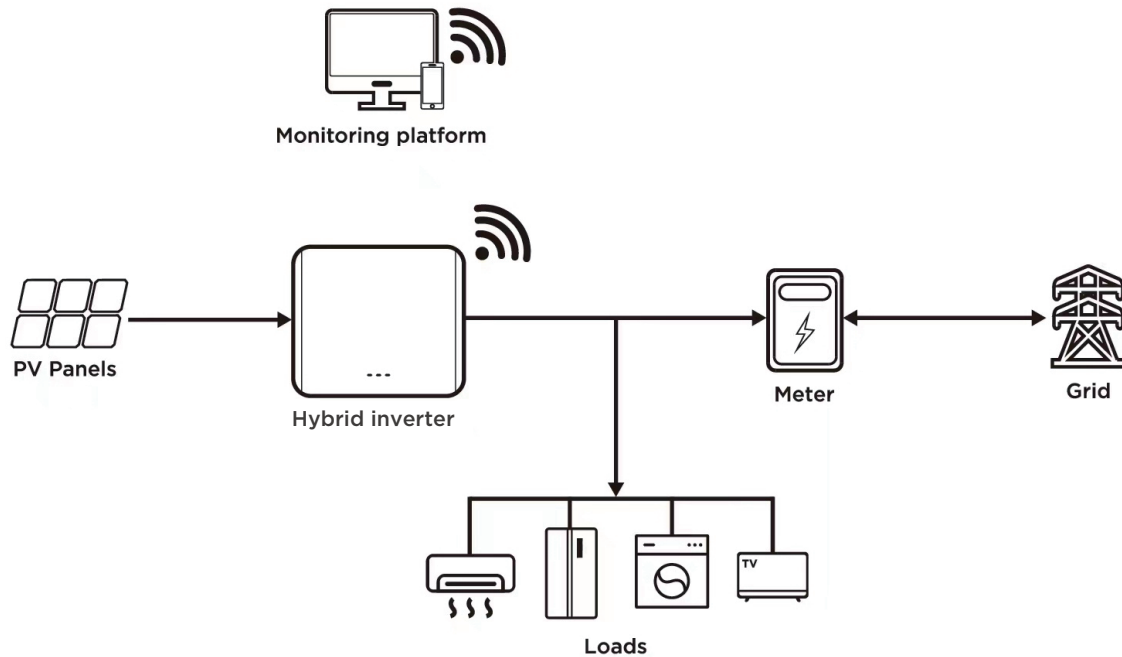 Monitoring platform
PV Panels
Hybrid inverter
Meter
Grid
TV
Loads